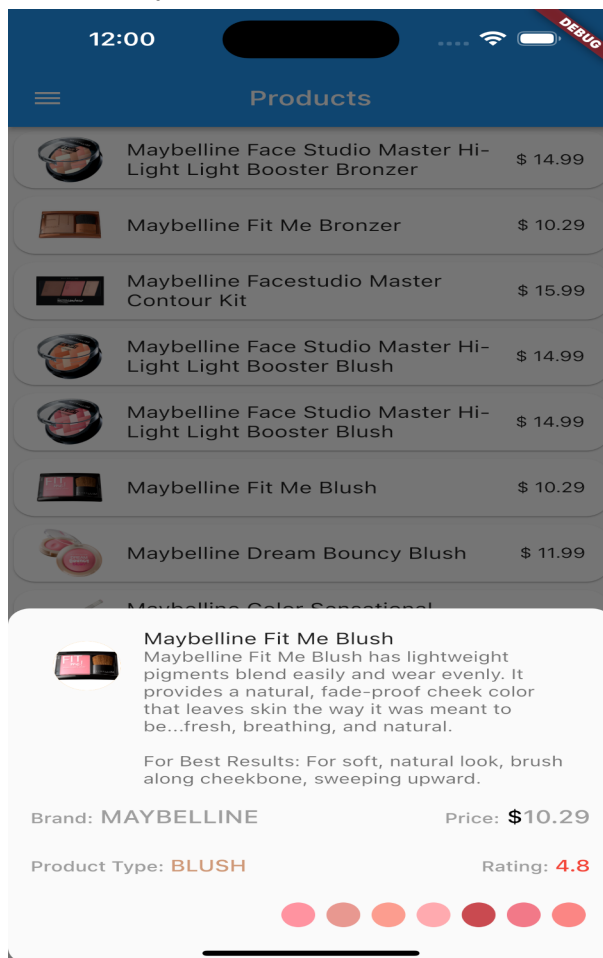 12:00
DEBUG
Products
Maybelline Face Studio Master Hi-
Light Light Booster Bronzer
$ 14.99
Maybelline Fit Me Bronzer
$ 10.29
Maybelline Facestudio Master
Contour Kit
$ 15.99
Maybelline Face Studio Master Hi-
Light Light Booster Blush
$ 14.99
Maybelline Face Studio Master Hi-
Light Light Booster Blush
$ 14.99
Maybelline Fit Me Blush
$ 10.29
Maybelline Dream Bouncy Blush
$ 11.99
Maybelline Color Sensational
Maybelline Fit Me Blush
Maybelline Fit Me Blush has lightweight
pigments blend easily and wear evenly. It
provides a natural, fade-proof cheek color
that leaves skin the way it was meant to
be...fresh, breathing, and natural.
For Best Results: For soft, natural look, brush
along cheekbone, sweeping upward.
Brand: MAYBELLINE
Price: $10.29
Product Type: BLUSH
Rating: 4.8